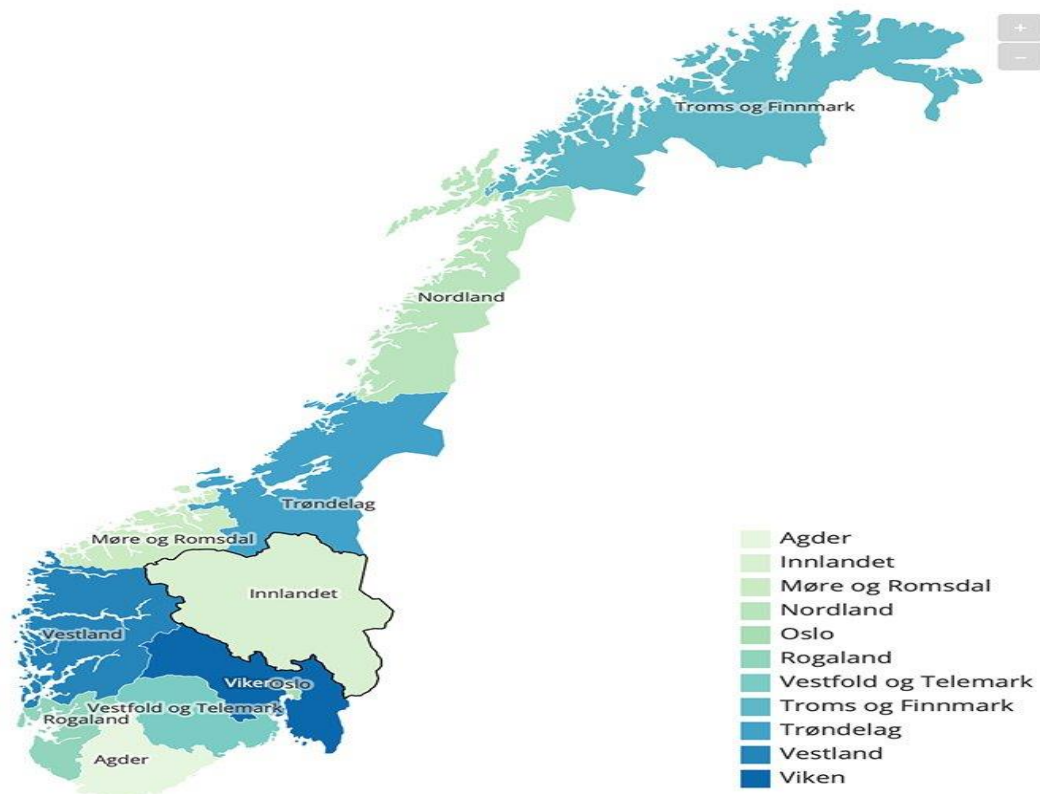 +
−
Troms og Finnmark
Nordland
Trøndelag
Møre og Romsdal
Innlandet
Vestland
Viken
Oslo
Vestfold og Telemark
Rogaland
Agder
Agder
Innlandet
Møre og Romsdal
Nordland
Oslo
Rogaland
Vestfold og Telemark
Troms og Finnmark
Trøndelag
Vestland
Viken